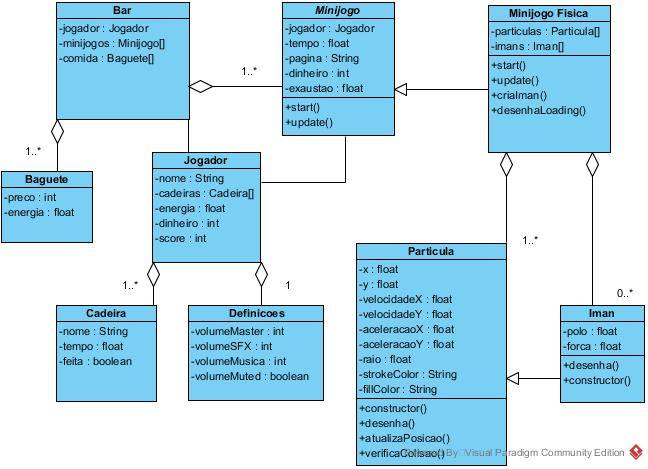 Bar
-jogador : Jogador
-minijogos : Minijogo[]
-comida : Baguete[]
Minijogo
-jogador : Jogador
-tempo : float
-pagina : String
-dinheiro : int
-exaustao : float
+start()
+update()
Minijogo Fisica
-particulas : Particula[]
-imans : Iman[]
+start()
+update()
+criaIman()
+desenhaLoading()
1..*
1..*
Baguete
-preco : int
-energia : float
Jogador
-nome : String
-cadeiras : Cadeira[]
-energia : float
-dinheiro : int
-score : int
1..*
1
1..*
0..*
Cadeira
-nome : String
-tempo : float
-feita : boolean
Definicoes
-volumeMaster : int
-volumeSFX : int
-volumeMusica : int
-volumeMuted : boolean
Particula
-x : float
-y : float
-velocidadeX : float
-velocidadeY : float
-aceleracaoX : float
-aceleracaoY : float
-raio : float
-strokeColor : String
-fillColor : String
+constructor()
+desenha()
+atualizaPosicao()
Iman
-polo : float
-forca : float
+desenha()
+constructor()
Visual Paradigm Community Edition